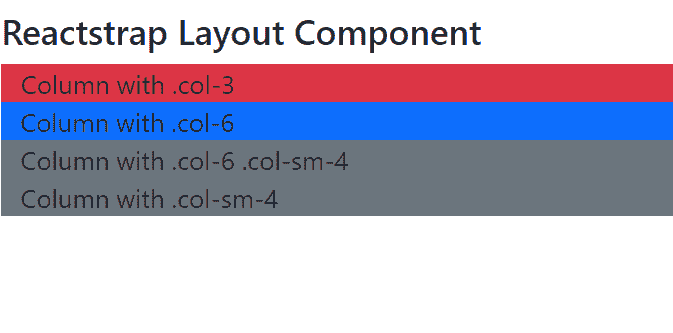 Reactstrap Layout Component
Column with .col-3
Column with .col-6
Column with .col-6 .col-sm-4
Column with .col-sm-4